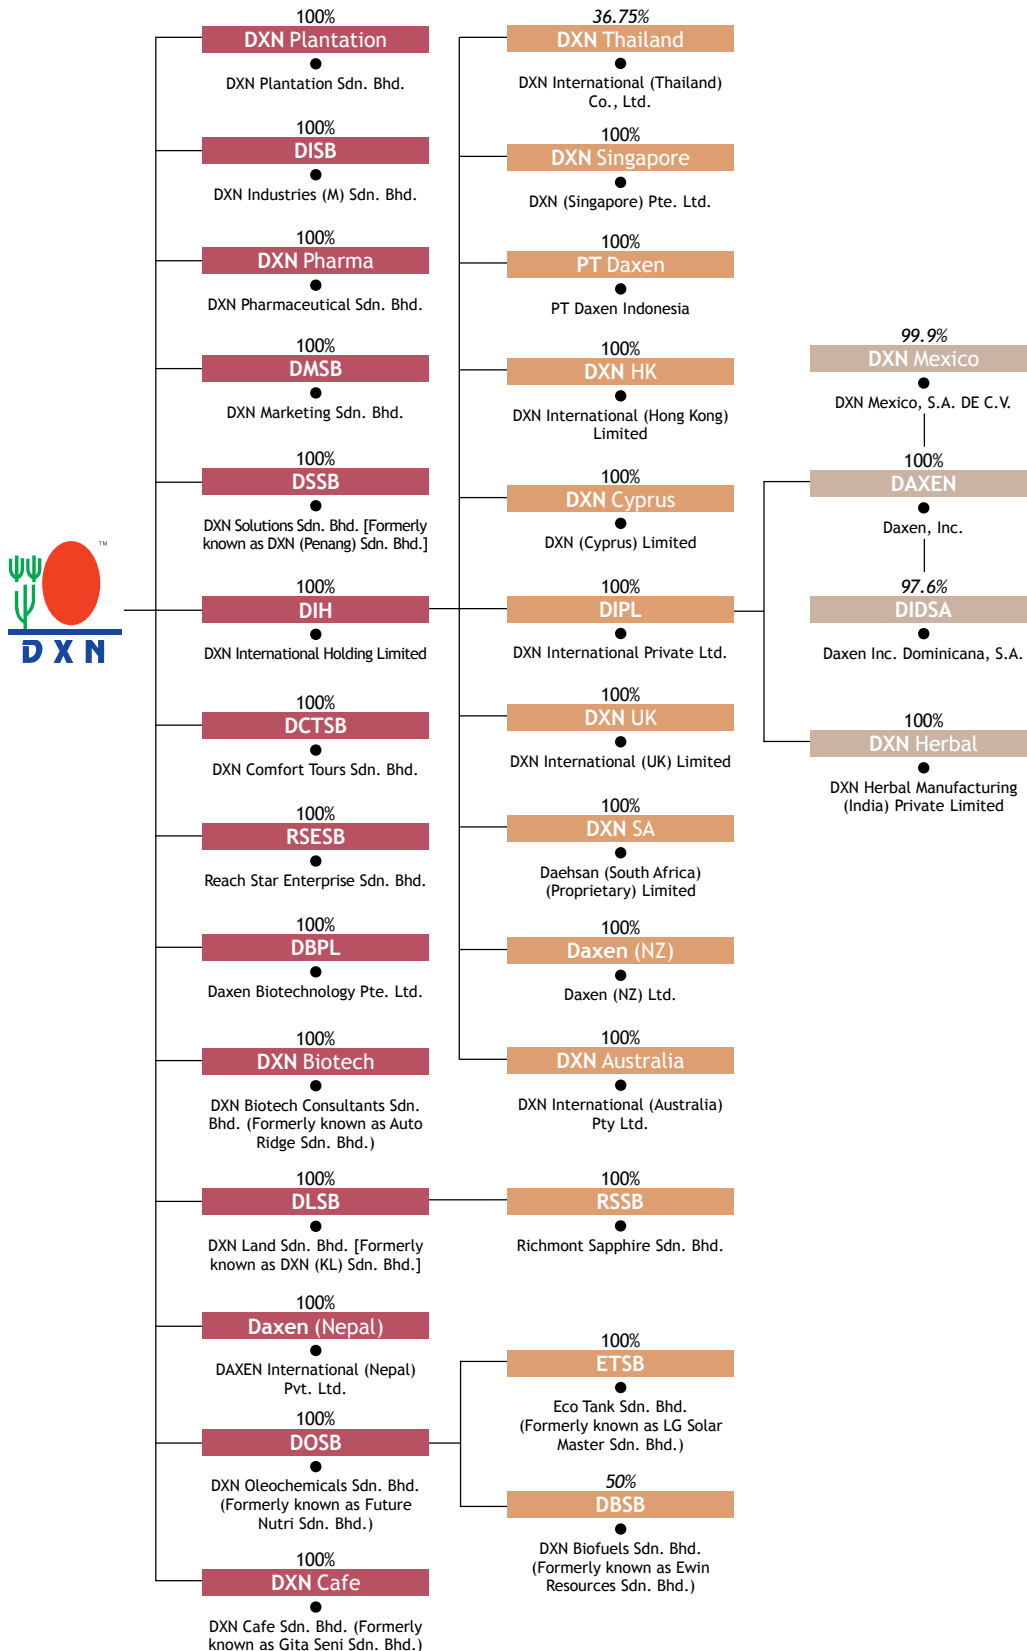 ™
DXN
100%
DXN Plantation
DXN Plantation Sdn. Bhd.
100%
DISB
DXN Industries (M) Sdn. Bhd.
100%
DXN Pharma
DXN Pharmaceutical Sdn. Bhd.
100%
DMSB
DXN Marketing Sdn. Bhd.
100%
DSSB
DXN Solutions Sdn. Bhd. [Formerly
known as DXN (Penang) Sdn. Bhd.]
100%
DIH
DXN International Holding Limited
100%
DCTSB
DXN Comfort Tours Sdn. Bhd.
100%
RSESB
Reach Star Enterprise Sdn. Bhd.
100%
DBPL
Daxen Biotechnology Pte. Ltd.
100%
DXN Biotech
DXN Biotech Consultants Sdn.
Bhd. (Formerly known as Auto
Ridge Sdn. Bhd.)
100%
DLSB
DXN Land Sdn. Bhd. [Formerly
known as DXN (KL) Sdn. Bhd.]
100%
Daxen (Nepal)
DAXEN International (Nepal)
Pvt. Ltd.
100%
DOSB
DXN Oleochemicals Sdn. Bhd.
(Formerly known as Future
Nutri Sdn. Bhd.)
100%
DXN Cafe
DXN Cafe Sdn. Bhd. (Formerly
known as Gita Seni Sdn. Bhd.)
36.75%
DXN Thailand
DXN International (Thailand)
Co., Ltd.
100%
DXN Singapore
DXN (Singapore) Pte. Ltd.
100%
PT Daxen
PT Daxen Indonesia
100%
DXN HK
DXN International (Hong Kong)
Limited
100%
DXN Cyprus
DXN (Cyprus) Limited
100%
DIPL
DXN International Private Ltd.
100%
DXN UK
DXN International (UK) Limited
100%
DXN SA
Daehsan (South Africa)
(Proprietary) Limited
100%
Daxen (NZ)
Daxen (NZ) Ltd.
100%
DXN Australia
DXN International (Australia)
Pty Ltd.
100%
RSSB
Richmont Sapphire Sdn. Bhd.
100%
ETSB
Eco Tank Sdn. Bhd.
(Formerly known as LG Solar
Master Sdn. Bhd.)
50%
DBSB
DXN Biofuels Sdn. Bhd.
(Formerly known as Ewin
Resources Sdn. Bhd.)
99.9%
DXN Mexico
DXN Mexico, S.A. DE C.V.
100%
DAXEN
Daxen, Inc.
97.6%
DIDSA
Daxen Inc. Dominicana, S.A.
100%
DXN Herbal
DXN Herbal Manufacturing
(India) Private Limited